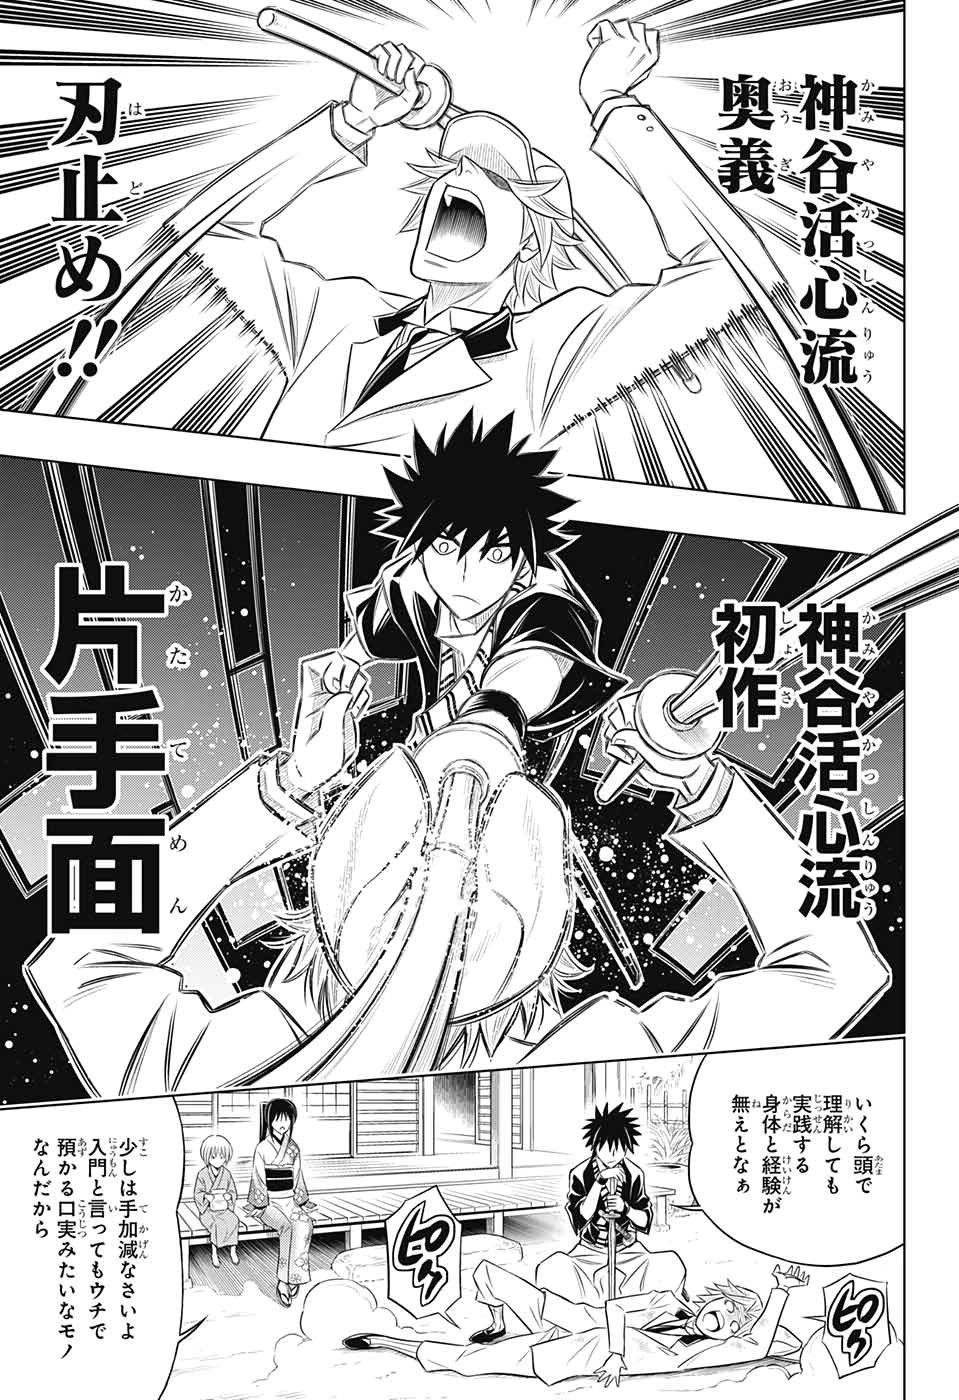 神谷活心流
奥義
刃止め!!
神谷活心流
初作
片手面
いくら頭で
理解しても
実践する
身体と経験が
無えとなぁ
ピク
ピク
少しは手加減なさいよ
入門と言ってもウチで
預かる口実みたいなモノ
なんだから